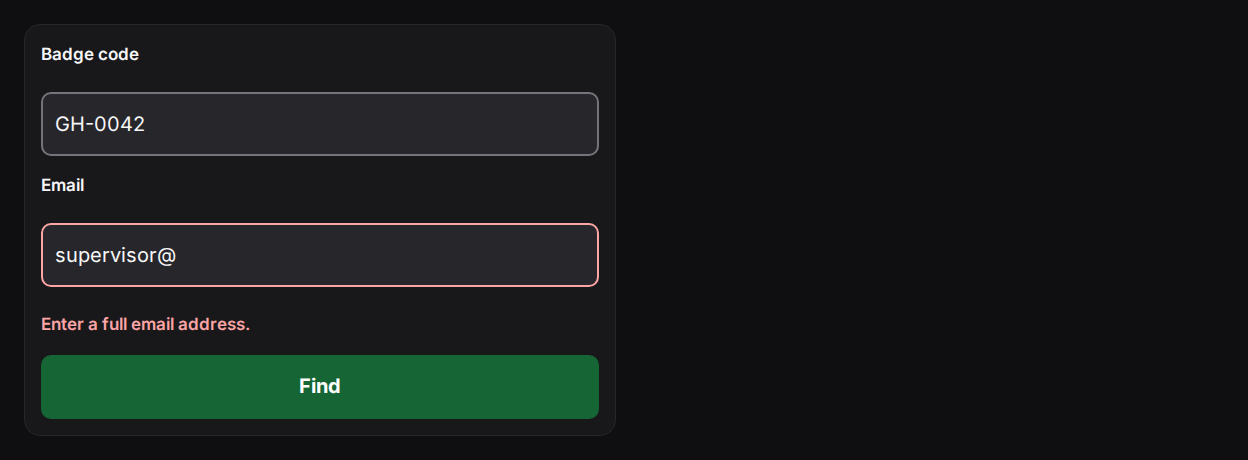 Badge code
GH-0042
Email
supervisor@
Enter a full email address.
Find